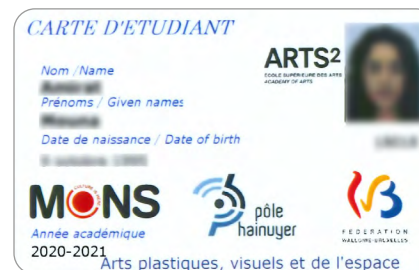 CARTE D'ETUDIANT
ARTS²
ECOLE SUPÉRIEURE DES ARTS
ACADEMY OF ARTS
Nom /Name
Prénoms / Given names
Date de naissance / Date of birth
MONS
pôle
hainuyer
FEDERATION
WALLONIE-BRUXELLES
Année académique
2020-2021
Arts plastiques, visuels et de l'espace